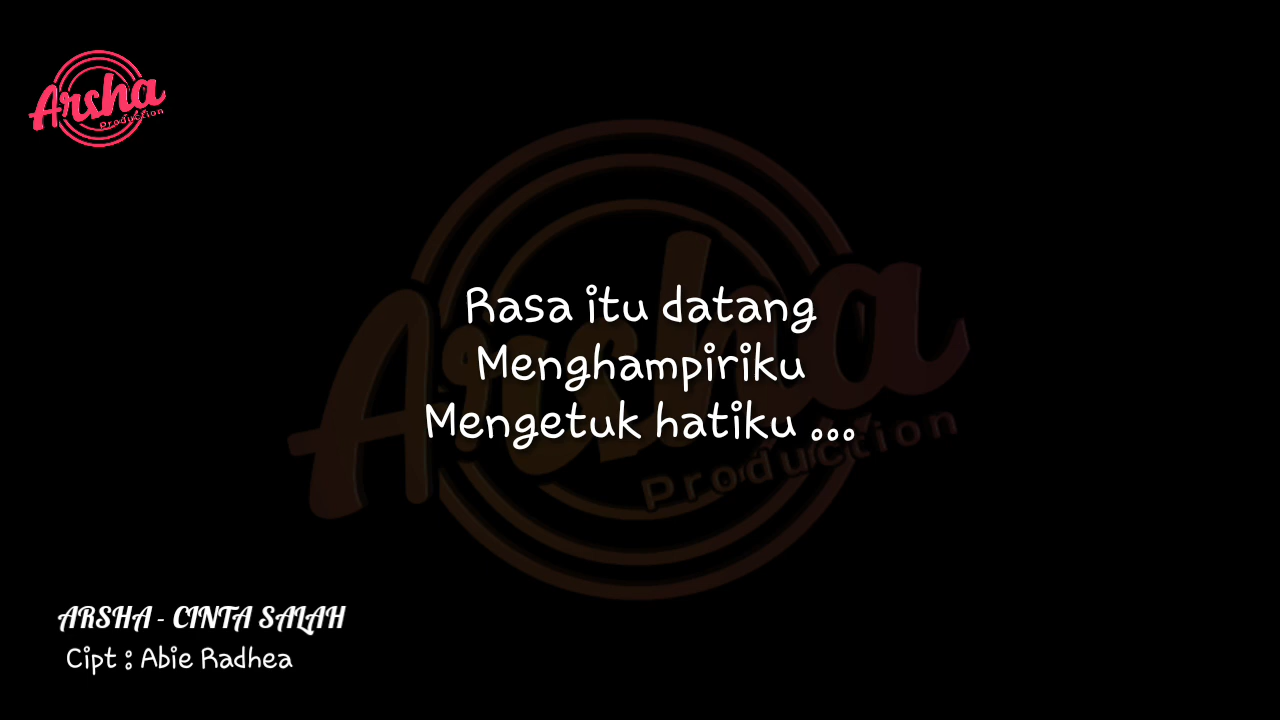 Arsha
Production
Rasa itu datang
Menghampiriku
Mengetuk hatiku ...
Arsha
Production
ARSHA - CINTA SALAH
Cipt : Abie Radhea